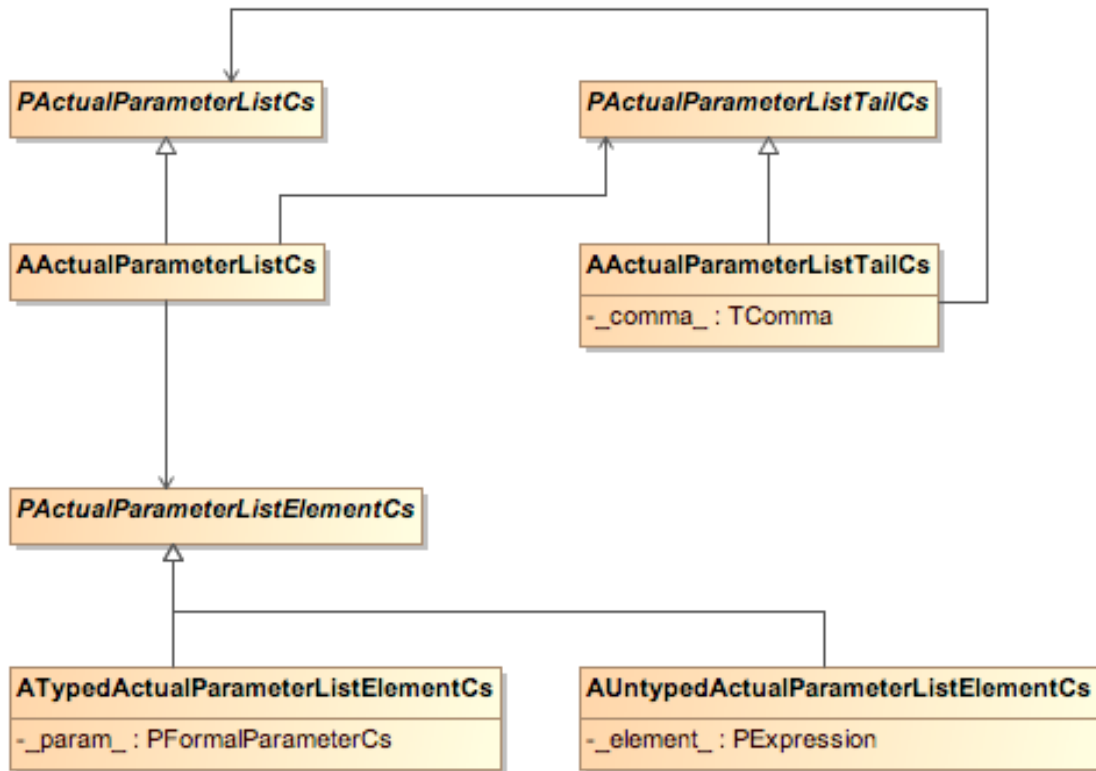 PActualParameterListCs
PActualParameterListTailCs
AActualParameterListCs
AActualParameterListTailCs
-_comma_ : TComma
PActualParameterListElementCs
ATypedActualParameterListElementCs
-_param_ : PFormalParameterCs
AUntypedActualParameterListElementCs
-_element_ : PExpression